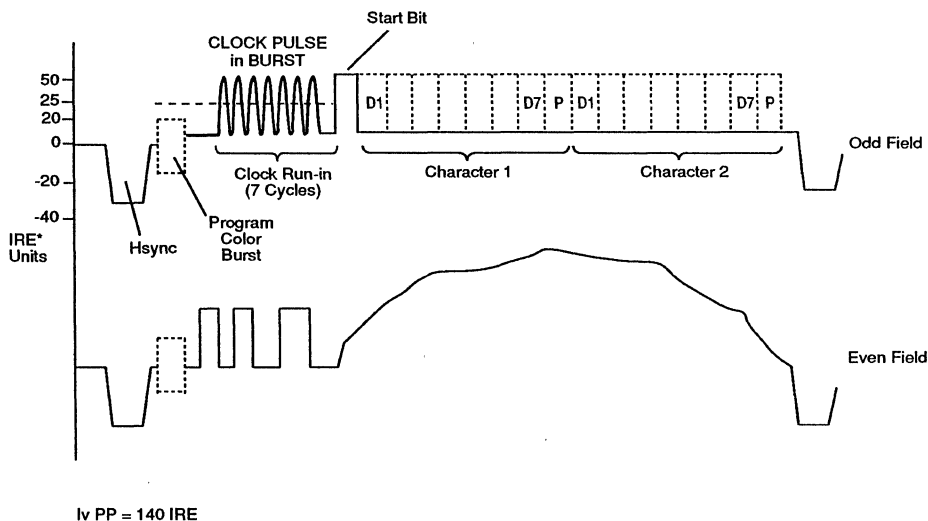 Start Bit
CLOCK PULSE
in BURST
50
25
20
0
-20
-40
IRE*
Units
D1
D7
P
D1
D7
P
Odd Field
Clock Run-in
(7 Cycles)
Character 1
Character 2
Hsync
Program
Color
Burst
Even Field
Iv PP = 140 IRE